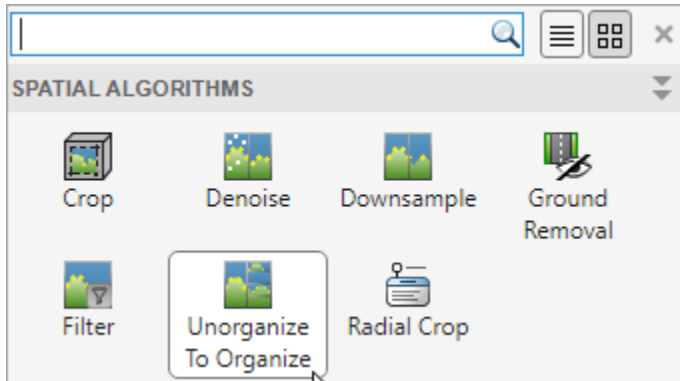 SPATIAL ALGORITHMS
Crop
Denoise
Downsample
Ground
Removal
Filter
Unorganize
To Organize
Radial Crop